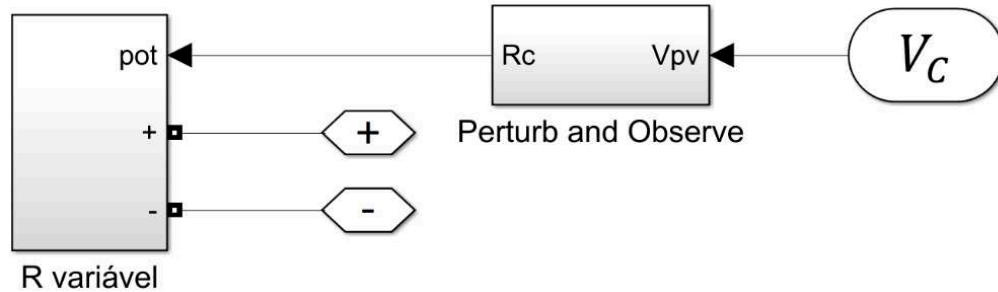 pot
Rc
Vpv
V_C
+
+
Perturb and Observe
-
-
R variável